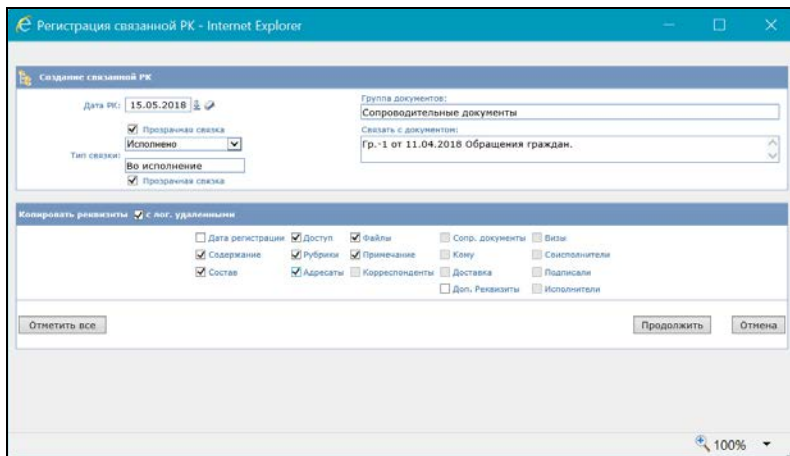 Регистрация связанной РК - Internet Explorer
Создание связанной РК
Дата РК: 15.05.2018
Группа документов:
Сопроводительные документы
Прозрачная связка
Связать с документом:
Исполнено
Гр.-1 от 11.04.2018 Обращения граждан.
Тип связки:
Во исполнение
Прозрачная связка
Копировать реквизиты с лог. удаленными
Дата регистрации Доступ Файлы Сопр. документы Визы
Содержание Рубрики Примечание Кому Соисполнители
Состав Адресаты Корреспонденты Доставка Подписали
Доп. Реквизиты Исполнители
Отметить все Продолжить Отмена
100%